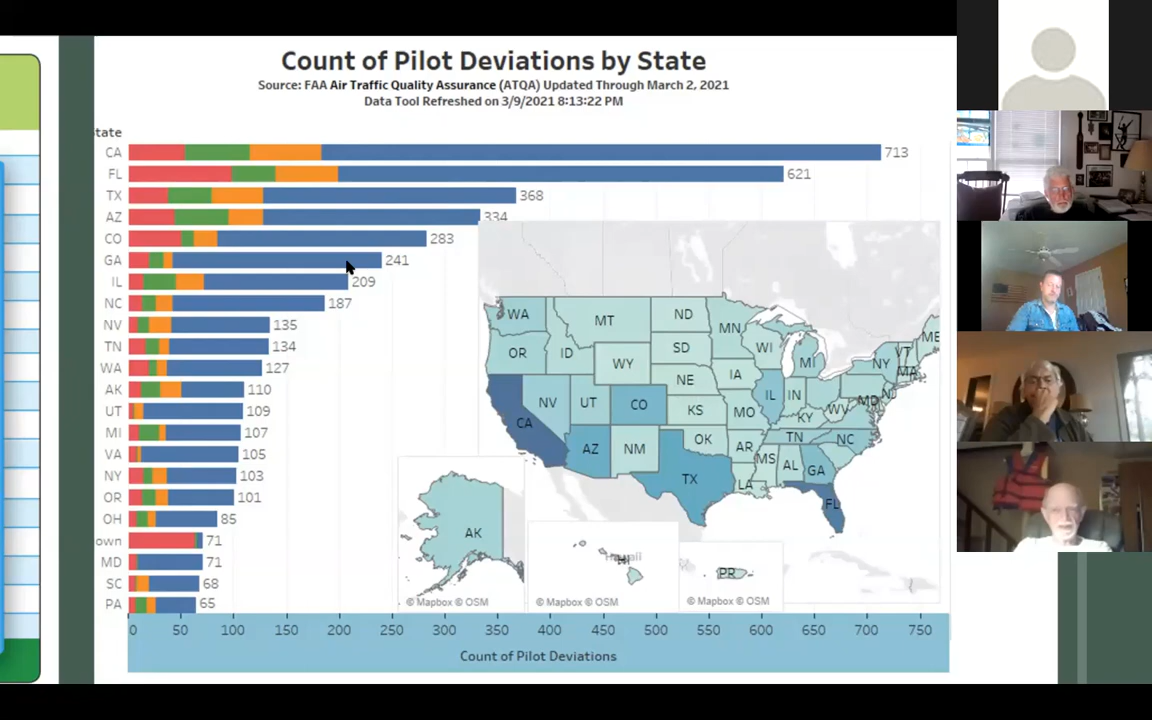 Count of Pilot Deviations by State
Source: FAA Air Traffic Quality Assurance (ATQA) Updated Through March 2, 2021
Data Tool Refreshed on 3/9/2021 8:13:22 PM
tate
CA 713
FL 621
TX 368
AZ 334
CO 283
GA 241
IL 209
NC 187
NV 135
TN 134
WA 127
AK 110
UT 109
MI 107
VA 105
NY 103
OR 101
OH 85
own 71
MD 71
SC 68
PA 65
WA MT ND MN WI MI NY VT ME
OR ID WY SD IA MA
NV UT CO NE IL IN MD NJ
CA KS MO KY WV
AZ NM OK AR TN NC
TX LA MS AL GA
FL
AK
Hawaii
PR
© Mapbox © OSM
© Mapbox © OSM
© Mapbox © OSM
0 50 100 150 200 250 300 350 400 450 500 550 600 650 700 750
Count of Pilot Deviations